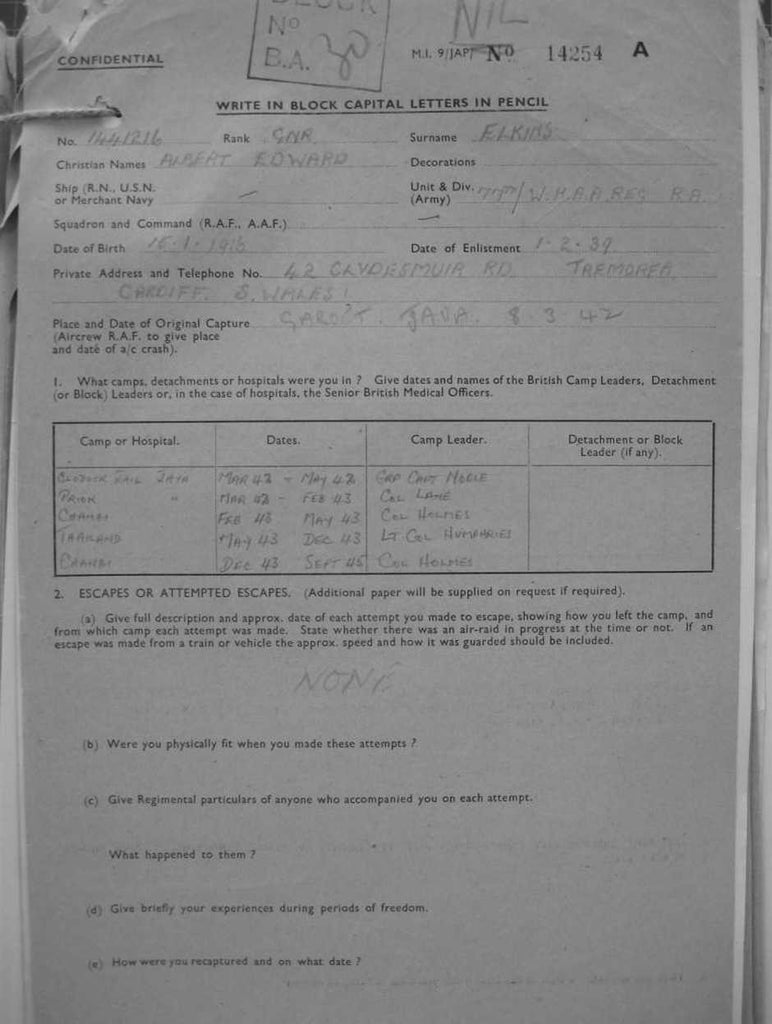 BLOCK
No
B.A. 30
NIL
CONFIDENTIAL
M.I. 9/JAP/ No 14254 A
WRITE IN BLOCK CAPITAL LETTERS IN PENCIL
No. 1441216 Rank GNR Surname ELKINS
Christian Names ALBERT EDWARD Decorations
Ship (R.N., U.S.N. or Merchant Navy — Unit & Div. (Army) 77TH/W.H.A.A REG R.A.
Squadron and Command (R.A.F., A.A.F.) —
Date of Birth 15.1.1916 Date of Enlistment 1.2.39
Private Address and Telephone No. 42 CLYDESMUIR RD. TREMORFA
CARDIFF. S. WALES
Place and Date of Original Capture GAROET. JAVA. 8.3.42
(Aircrew R.A.F. to give place
and date of a/c crash).
1. What camps, detachments or hospitals were you in ? Give dates and names of the British Camp Leaders, Detachment
(or Block) Leaders or, in the case of hospitals, the Senior British Medical Officers.
Camp or Hospital. Dates. Camp Leader. Detachment or Block
Leader (if any).
JAVA MAR 42 - MAY 42 GRP CAPT NOBLE
PRIOK " MAR 42 - FEB 43 COL LANE
CHANGI FEB 43 MAY 43 COL HOLMES
THAILAND MAY 43 DEC 43 LT COL HUMPHRIES
CHANGI DEC 43 SEPT 45 COL HOLMES
2. ESCAPES OR ATTEMPTED ESCAPES. (Additional paper will be supplied on request if required).
(a) Give full description and approx. date of each attempt you made to escape, showing how you left the camp, and
from which camp each attempt was made. State whether there was an air-raid in progress at the time or not. If an
escape was made from a train or vehicle the approx. speed and how it was guarded should be included.
NONE
(b) Were you physically fit when you made these attempts ?
(c) Give Regimental particulars of anyone who accompanied you on each attempt.
What happened to them ?
(d) Give briefly your experiences during periods of freedom.
(e) How were you recaptured and on what date ?